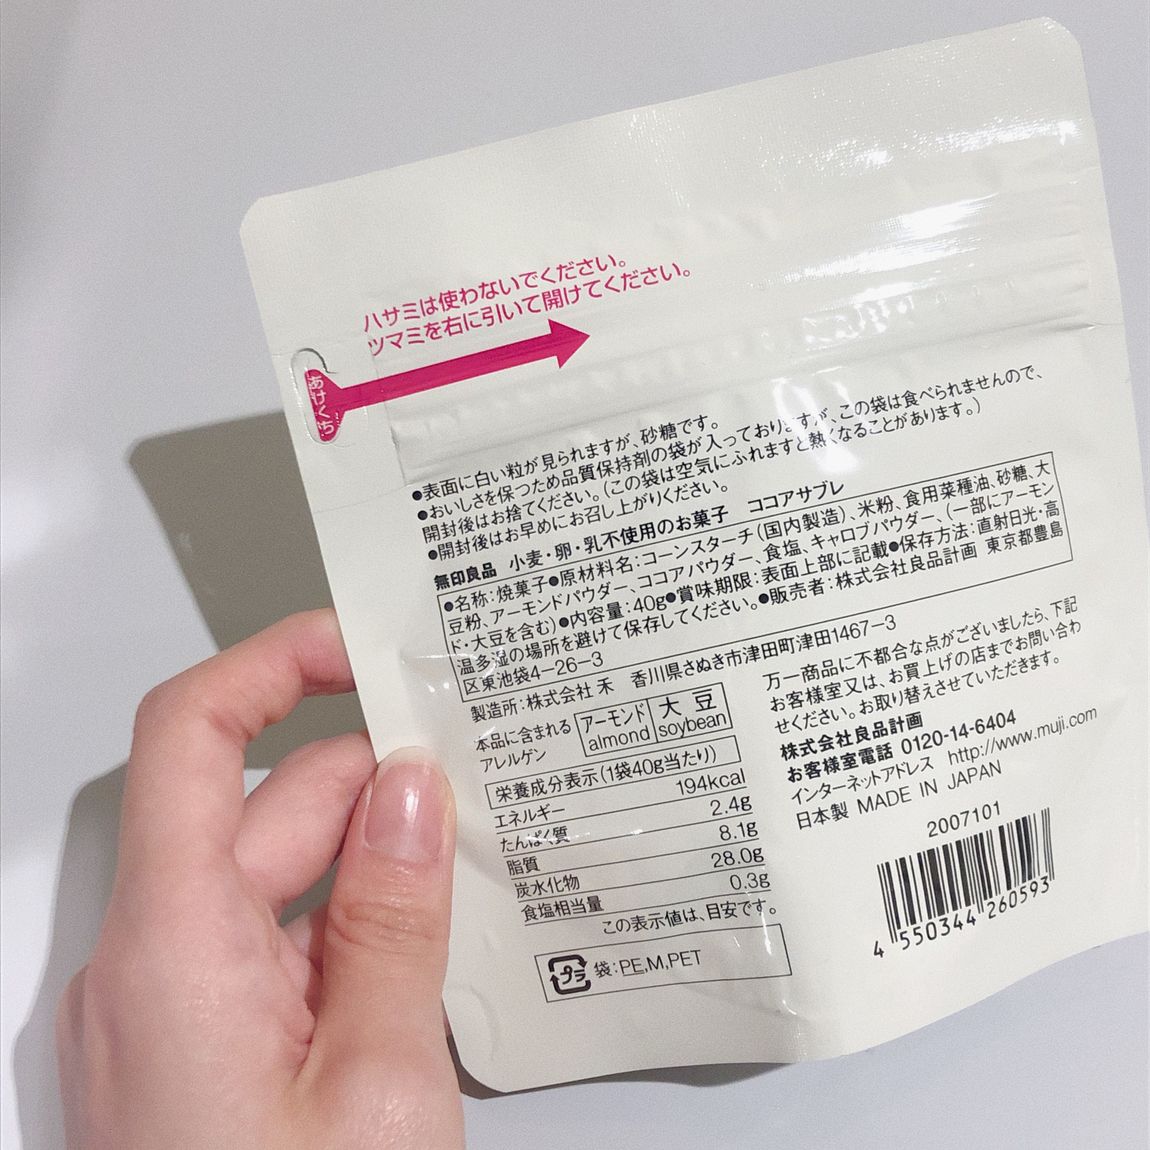 ハサミは使わないでください。
ツマミを右に引いて開けてください。
あけくち
●表面に白い粒が見られますが、砂糖です。
●おいしさを保つため品質保持剤の袋が入っておりますが、この袋は食べられませんので、
開封後はお捨てください。(この袋は空気にふれますと熱くなることがあります。)
●開封後はお早めにお召し上がりください。
無印良品 小麦・卵・乳不使用のお菓子 ココアサブレ
●名称:焼菓子●原材料名:コーンスターチ(国内製造)、米粉、食用菜種油、砂糖、大
豆粉、アーモンドパウダー、ココアパウダー、食塩、キャロブパウダー、(一部にアーモン
ド・大豆を含む)●内容量:40g●賞味期限:表面上部に記載●保存方法:直射日光・高
温多湿の場所を避けて保存してください。●販売者:株式会社良品計画 東京都豊島
区東池袋4-26-3
製造所:株式会社 禾 香川県さぬき市津田町津田1467-3
本品に含まれる
アレルゲン
アーモンド
almond
大豆
soybean
栄養成分表示(1袋40g当たり)
エネルギー 194kcal
たんぱく質 2.4g
脂質 8.1g
炭水化物 28.0g
食塩相当量 0.3g
この表示値は、目安です。
プラ 袋:PE,M,PET
万一商品に不都合な点がございましたら、下記
お客様室又は、お買上げの店までお問い合わ
せください。お取り替えさせていただきます。
株式会社良品計画
お客様室電話 0120-14-6404
インターネットアドレス http://www.muji.com
日本製 MADE IN JAPAN
2007101
4 550344 260593